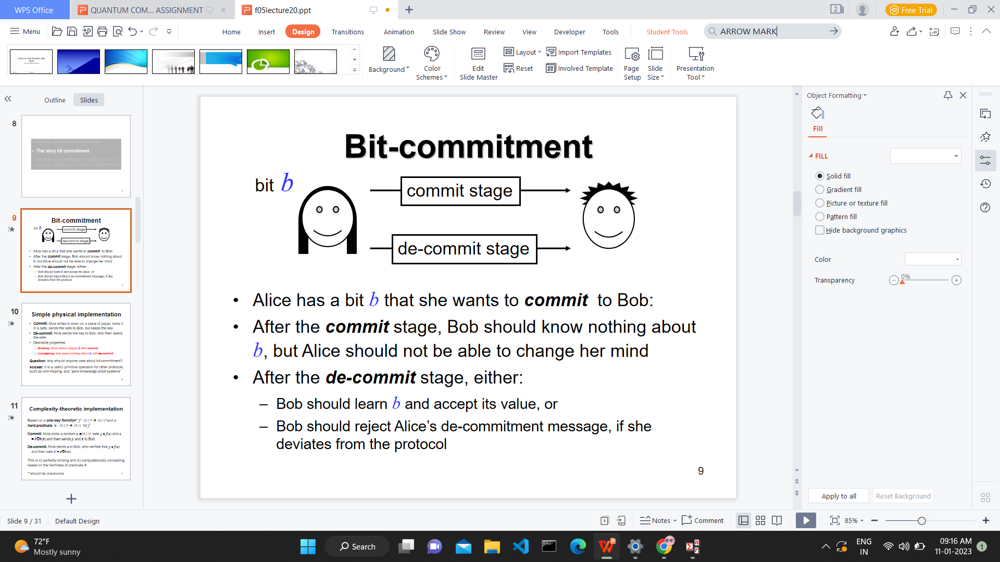 WPS Office
QUANTUM COM... ASSIGNMENT
f05lecture20.ppt
2
Free Trial
Menu
Home
Insert
Design
Transitions
Animation
Slide Show
Review
View
Developer
Tools
Student Tools
ARROW MARK
Click to edit Master title style
Background
Color Schemes
Edit Slide Master
Layout
Reset
Import Templates
Involved Template
Page Setup
Slide Size
Presentation Tool
Outline
Slides
8
• The story bit commitment
9
Bit-commitment
bit b
commit stage
de-commit stage
• Alice has a bit b that she wants to commit to Bob:
• After the commit stage, Bob should know nothing about
b, but Alice should not be able to change her mind
• After the de-commit stage, either:
– Bob should learn b and accept its value, or
– Bob should reject Alice's de-commitment message, if she
deviates from the protocol
10
Simple physical implementation
• Commit: Alice writes b down on a piece of paper, locks it
in a safe, sends the safe to Bob, but keeps the key
• De-commit: Alice sends the key to Bob, who then opens
the safe
• Desirable properties:
– Binding: Alice cannot change b after commit
– Concealing: Bob learns nothing about b until de-commit
Question: why should anyone care about bit-commitment?
Answer: it is a useful primitive operation for other protocols,
such as coin-flipping, and "zero-knowledge proof systems"
11
Complexity-theoretic implementation
Based on a one-way function* f : {0,1}ⁿ → {0,1}ⁿ and a
hard-predicate h : {0,1}ⁿ → {0,1} for f
Commit: Alice picks a random x ∈{0,1}ⁿ, sets y = f(x) and c
= b⊕h(x) and then sends y and c to Bob
De-commit: Alice sends x to Bob, who verifies that y = f(x)
and then sets b = c⊕h(x)
This is (i) perfectly binding and (ii) computationally concealing,
based on the hardness of predicate h
* should be one-to-one
Bit-commitment
bit b
commit stage
de-commit stage
• Alice has a bit b that she wants to commit to Bob:
• After the commit stage, Bob should know nothing about
b, but Alice should not be able to change her mind
• After the de-commit stage, either:
– Bob should learn b and accept its value, or
– Bob should reject Alice’s de-commitment message, if she
deviates from the protocol
9
Object Formatting
Fill
FILL
Solid fill
Gradient fill
Picture or texture fill
Pattern fill
Hide background graphics
Color
Transparency
0%
Apply to all
Reset Background
Slide 9 / 31
Default Design
Notes
Comment
85%
72°F
Mostly sunny
Search
ENG
IN
09:16 AM
11-01-2023
1